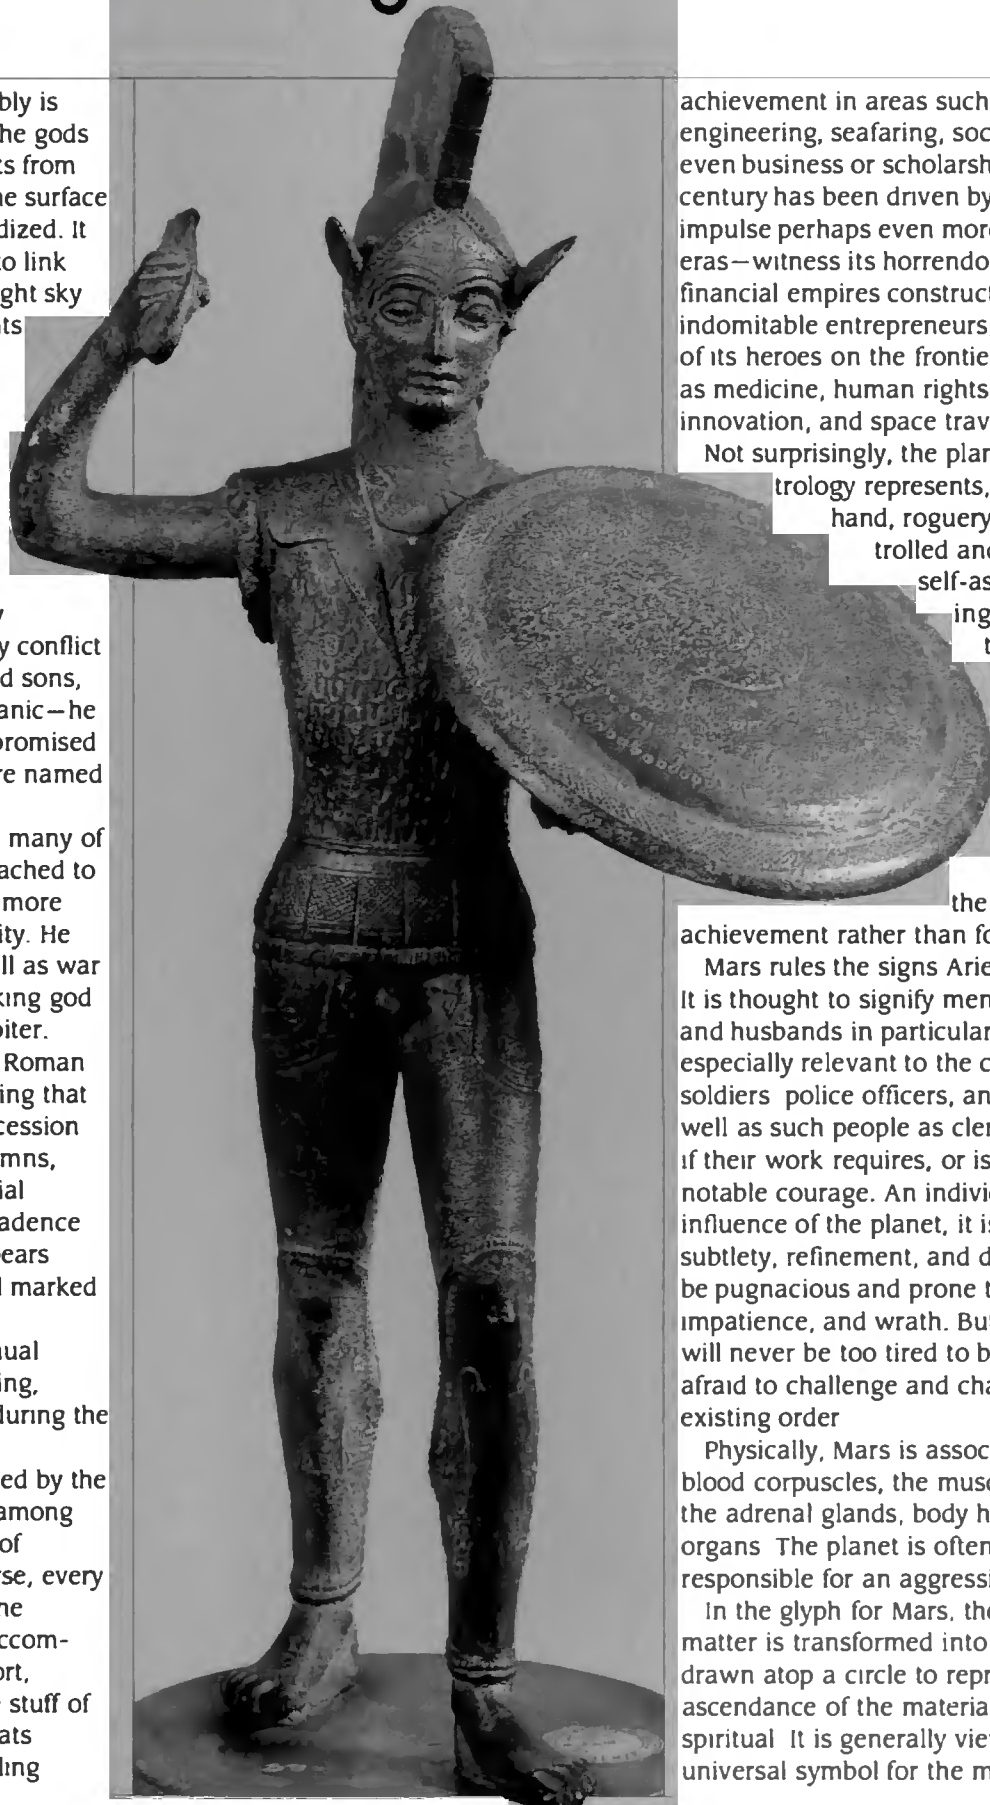 bly is
he gods
ts from
ne surface
dized. It
to link
ght sky
nts
y
y conflict
d sons,
anic—he
promised
re named
many of
ached to
more
ity. He
ll as war
king god
piter.
Roman
ing that
cession
mns,
ial
adence
ears
l marked
nual
ing,
during the
ed by the
among
of
rse, every
he
ccom-
ort,
e stuff of
ats
ling
achievement in areas such
engineering, seafaring, soc
even business or scholarsh
century has been driven by
impulse perhaps even more
eras—witness its horrendo
financial empires construct
indomitable entrepreneurs
of its heroes on the frontie
as medicine, human rights
innovation, and space trav
Not surprisingly, the plan
trology represents,
hand, roguery
trolled and
self-as
ing
t
the
achievement rather than fo
Mars rules the signs Arie
It is thought to signify men
and husbands in particular
especially relevant to the c
soldiers police officers, an
well as such people as cler
if their work requires, or is
notable courage. An indivi
influence of the planet, it is
subtlety, refinement, and d
be pugnacious and prone t
impatience, and wrath. But
will never be too tired to b
afraid to challenge and cha
existing order
Physically, Mars is assoc
blood corpuscles, the musc
the adrenal glands, body h
organs The planet is often
responsible for an aggressi
In the glyph for Mars, the
matter is transformed into
drawn atop a circle to repr
ascendance of the materia
spiritual It is generally vie
universal symbol for the m